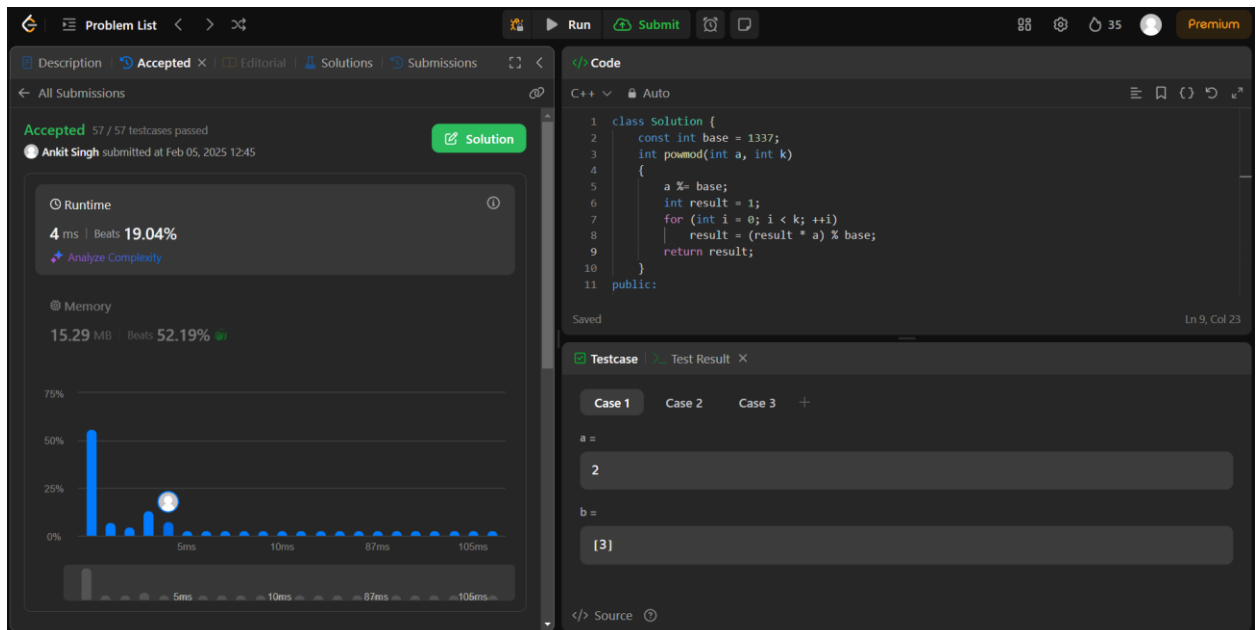 Problem List
Run
Submit
35
Premium
Description
Accepted
Editorial
Solutions
Submissions
All Submissions
Accepted 57 / 57 testcases passed
Ankit Singh submitted at Feb 05, 2025 12:45
Solution
Runtime
4 ms | Beats 19.04%
Analyze Complexity
Memory
15.29 MB | Beats 52.19%
75%
50%
25%
0%
5ms 10ms 87ms 105ms
5ms 10ms 87ms 105ms
</> Code
C++ Auto
1 class Solution {
2 const int base = 1337;
3 int powmod(int a, int k)
4 {
5 a %= base;
6 int result = 1;
7 for (int i = 0; i < k; ++i)
8 result = (result * a) % base;
9 return result;
10 }
11 public:
Saved
Ln 9, Col 23
Testcase
>_ Test Result
Case 1 Case 2 Case 3 +
a =
2
b =
[3]
</> Source